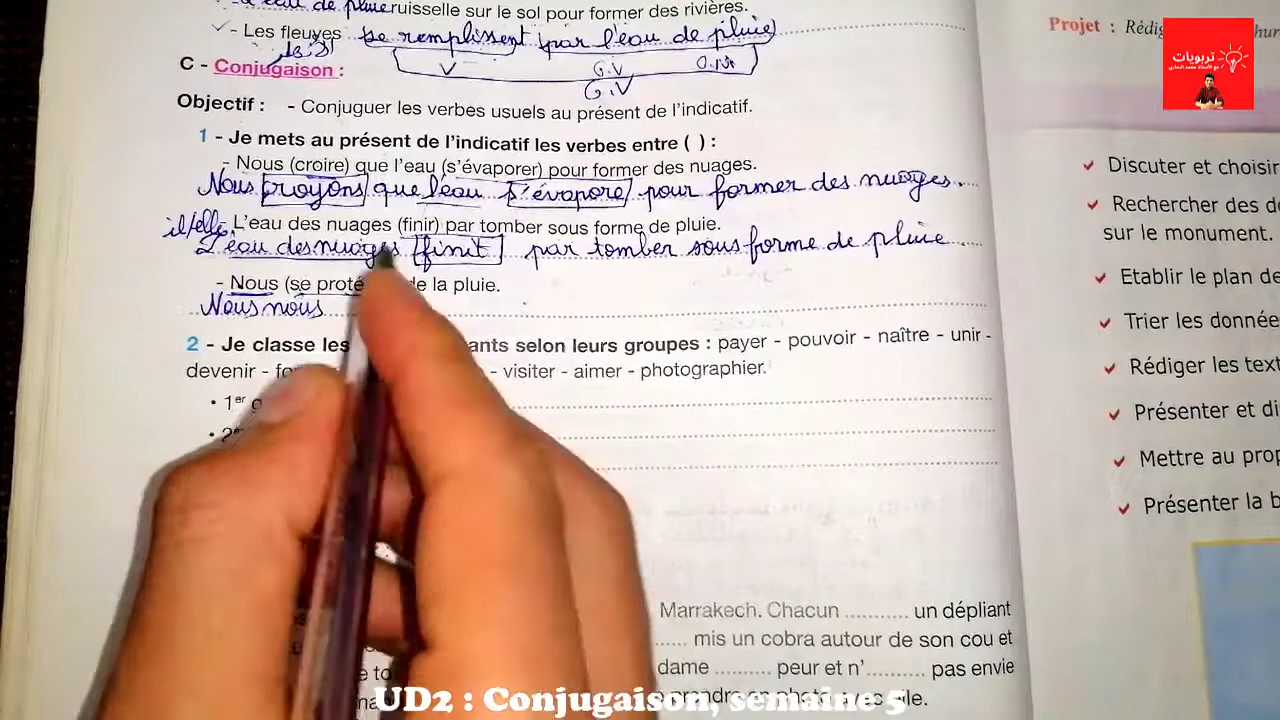 eau de pluie ruisselle sur le sol pour former des rivières.
- Les fleuves se remplissent (par l'eau de pluie)
V G.V
G.V
C - Conjugaison :
Objectif : - Conjuguer les verbes usuels au présent de l'indicatif.
1 - Je mets au présent de l'indicatif les verbes entre ( ) :
- Nous (croire) que l'eau (s'évaporer) pour former des nuages.
Nous croyons que l'eau s'évapore pour former des nuages.
il/elle
- L'eau des nuages (finir) par tomber sous forme de pluie.
L'eau des nuages finit par tomber sous forme de pluie
- Nous (se proté de la pluie.
Nous nous
2 - Je classe les ants selon leurs groupes : payer - pouvoir - naître - unir -
devenir - - visiter - aimer - photographier.
• 1er
• 2e
Marrakech. Chacun ........... un dépliant
...... mis un cobra autour de son cou et
dame .......... peur et n'........... pas envie
Projet : Rédig
تربويات
Discuter et choisir
Rechercher des d
sur le monument.
Etablir le plan de
Trier les donnée
Rédiger les text
Présenter et di
Mettre au prop
Présenter la b
UD2 : Conjugaison, semaine 5